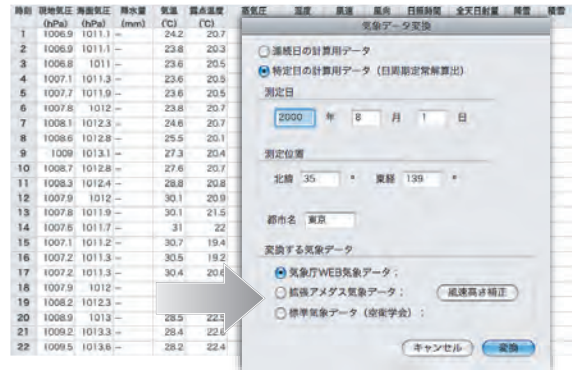 時刻 現地気圧 海面気圧 降水量 気温 露点温度 蒸気圧 湿度 風速 風向 日照時間 全天日射量 降雪 積雪
(hPa) (hPa) (mm) (℃) (℃)
気象データ変換
1 1006.9 1011.1 -- 24.2 20.7
2 1006.9 1011.1 -- 23.8 20.3
連続日の計算用データ
3 1006.8 1011 -- 23.6 20.5
4 1007.1 1011.3 -- 23.6 20.5
特定日の計算用データ（日周期定常解算出）
5 1007.7 1011.9 -- 23.6 20.5
測定日
6 1007.8 1012 -- 23.8 20.7
7 1008.1 1012.3 -- 24.6 20.7
2000 年 8 月 1 日
8 1008.6 1012.8 -- 25.5 20.1
9 1009 1013.1 -- 27.3 20.4
測定位置
10 1008.7 1012.8 -- 27.6 20.7
11 1008.3 1012.4 -- 28.8 20.8
北緯 35 ° 東経 139 °
12 1007.9 1012 -- 30.1 20.9
13 1007.8 1011.9 -- 30.1 21.5
都市名 東京
14 1007.6 1011.7 -- 31 22
15 1007.1 1011.2 -- 30.7 19.4
変換する気象データ
16 1007.2 1011.3 -- 30.5 19.2
17 1007.2 1011.3 -- 30.4 20.6
気象庁WEB気象データ：
18 1007.9 1012 --
拡張アメダス気象データ： 風速高さ補正
19 1008.2 1012.3 --
20 1008.9 1013 -- 28.5 22.5
標準気象データ（空衛学会）：
21 1009.2 1013.3 -- 28.4 22.6
22 1009.5 1013.6 -- 28.2 22.4
キャンセル 変換